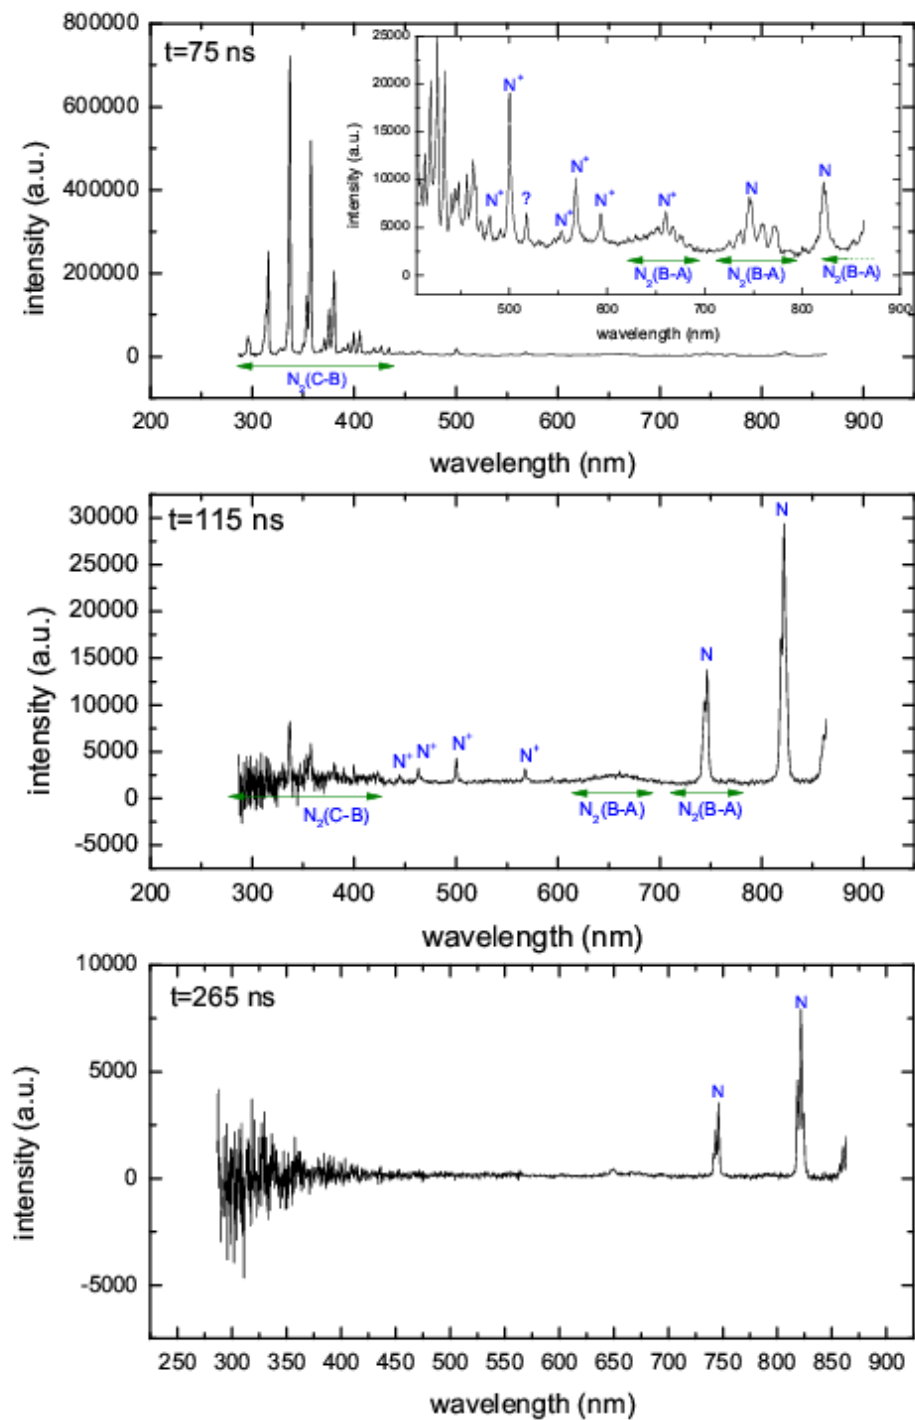 t=75 ns
800000
600000
400000
200000
0
intensity (a.u.)
200 300 400 500 600 700 800 900
wavelength (nm)
N₂(C-B)
25000
20000
15000
10000
5000
0
intensity (a.u.)
500 600 700 800 900
wavelength (nm)
N⁺
N⁺
?
N⁺
N⁺
N⁺
N⁺
N
N
N₂(B-A)
N₂(B-A)
N₂(B-A)
t=115 ns
30000
25000
20000
15000
10000
5000
0
-5000
intensity (a.u.)
N⁺
N⁺
N⁺
N⁺
N
N
N₂(C-B)
N₂(B-A)
N₂(B-A)
200 300 400 500 600 700 800 900
wavelength (nm)
t=265 ns
10000
5000
0
-5000
intensity (a.u.)
N
N
250 300 350 400 450 500 550 600 650 700 750 800 850 900
wavelength (nm)